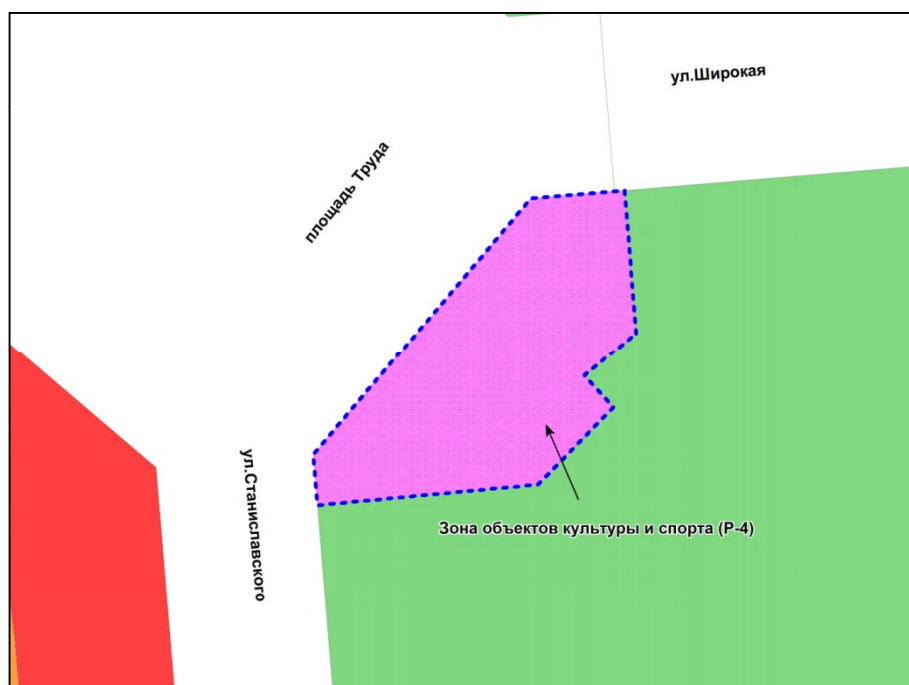 ул.Широкая
площадь Труда
ул.Станиславского
Зона объектов культуры и спорта (Р-4)